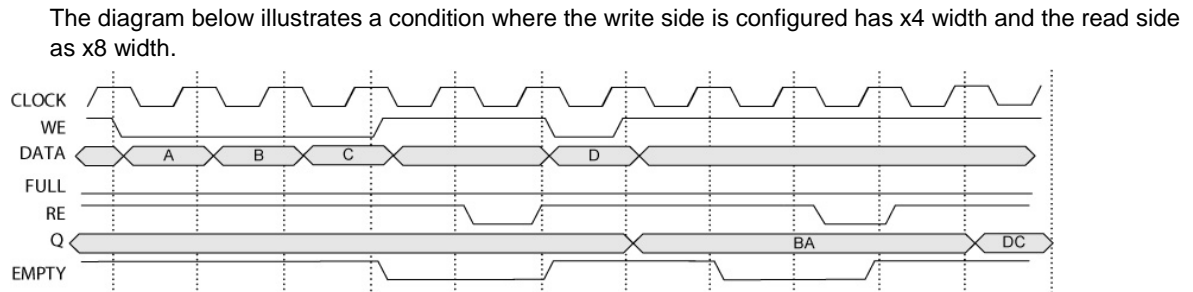 The diagram below illustrates a condition where the write side is configured has x4 width and the read side
as x8 width.
CLOCK
WE
DATA A B C D
FULL
RE
Q BA DC
EMPTY